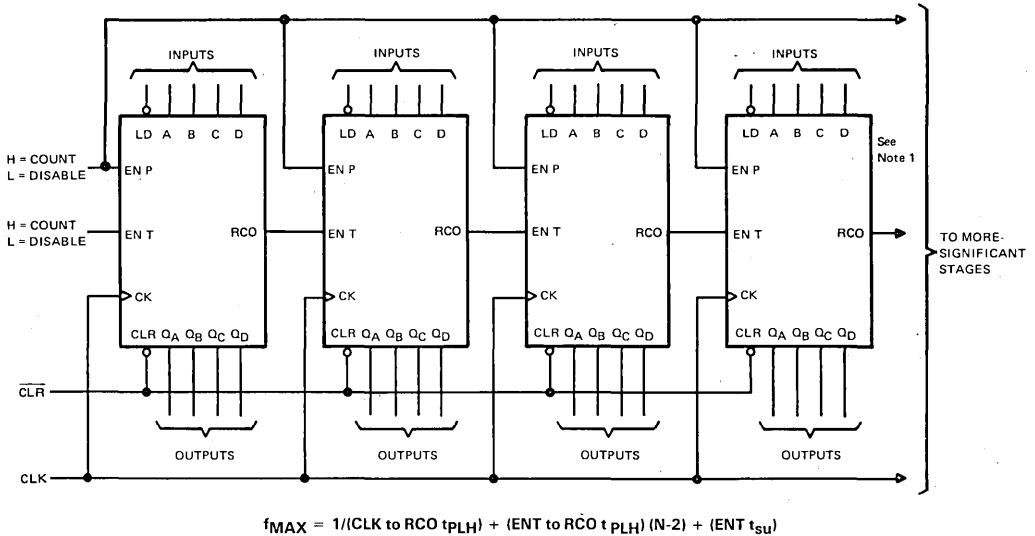 INPUTS INPUTS INPUTS INPUTS
LD A B C D LD A B C D LD A B C D LD A B C D
See
Note 1
H = COUNT
L = DISABLE
EN P EN P EN P EN P
H = COUNT
L = DISABLE
EN T RCO EN T RCO EN T RCO EN T RCO
TO MORE-
SIGNIFICANT
STAGES
CK CK CK CK
CLR QA QB QC QD CLR QA QB QC QD CLR QA QB QC QD CLR QA QB QC QD
CLR
OUTPUTS OUTPUTS OUTPUTS OUTPUTS
CLK
fMAX = 1/(CLK to RCO tPLH) + (ENT to RCO tPLH) (N-2) + (ENT tsu)